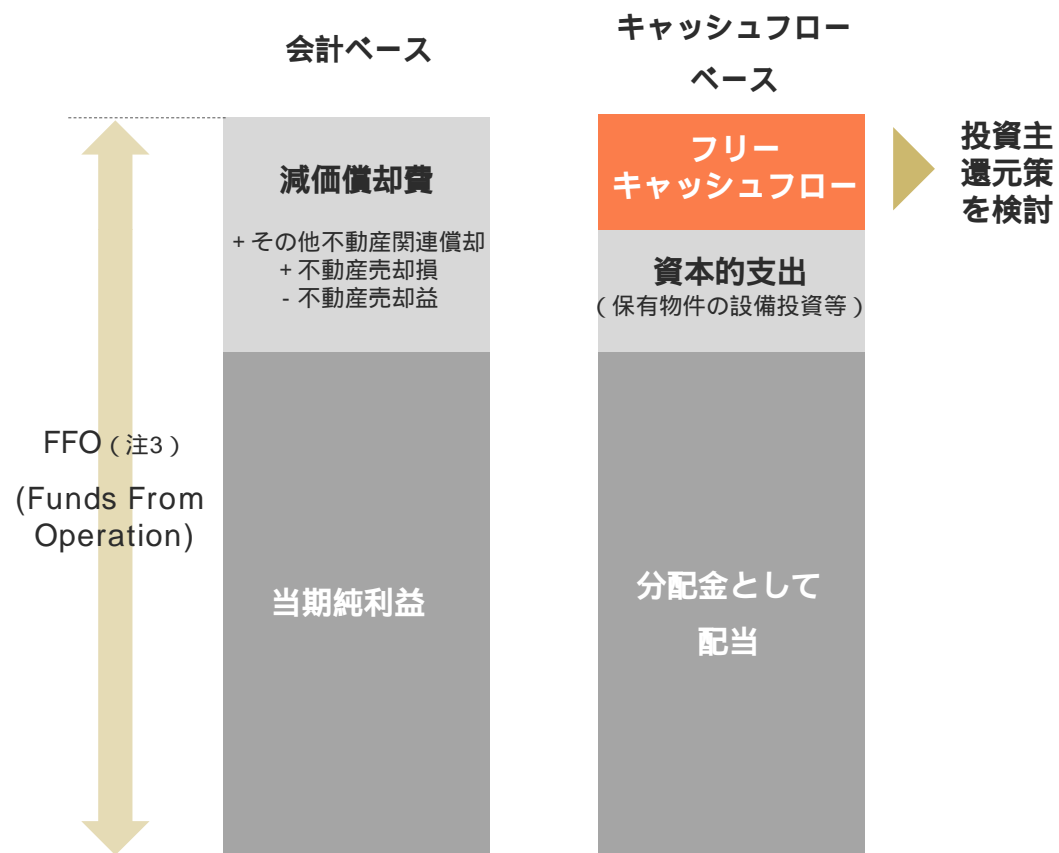 会計ベース
キャッシュフロー
ベース
減価償却費
+ その他不動産関連償却
+ 不動産売却損
- 不動産売却益
フリー
キャッシュフロー
投資主
還元策
を検討
資本的支出
（保有物件の設備投資等）
FFO（注3）
(Funds From
Operation)
当期純利益
分配金として
配当